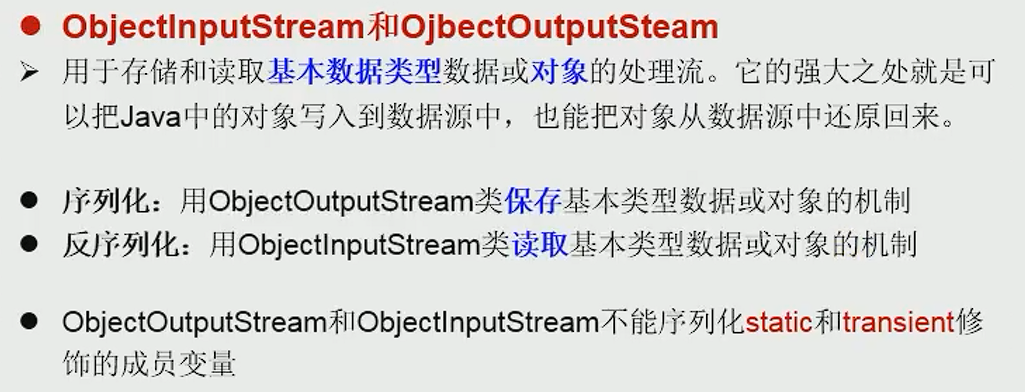 ● ObjectInputStream和OjbectOutputSteam
➢ 用于存储和读取基本数据类型数据或对象的处理流。它的强大之处就是可
以把Java中的对象写入到数据源中，也能把对象从数据源中还原回来。
● 序列化：用ObjectOutputStream类保存基本类型数据或对象的机制
● 反序列化：用ObjectInputStream类读取基本类型数据或对象的机制
● ObjectOutputStream和ObjectInputStream不能序列化static和transient修
饰的成员变量